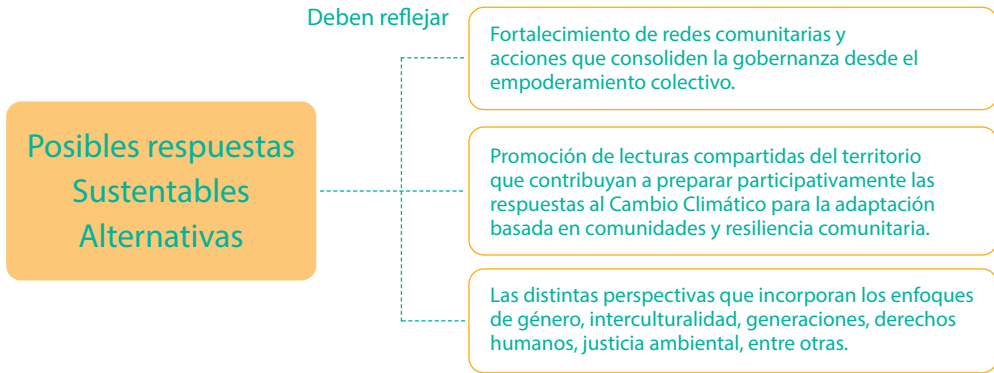 Deben reflejar
Posibles respuestas
Sustentables
Alternativas
Fortalecimiento de redes comunitarias y
acciones que consoliden la gobernanza desde el
empoderamiento colectivo.
Promoción de lecturas compartidas del territorio
que contribuyan a preparar participativamente las
respuestas al Cambio Climático para la adaptación
basada en comunidades y resiliencia comunitaria.
Las distintas perspectivas que incorporan los enfoques
de género, interculturalidad, generaciones, derechos
humanos, justicia ambiental, entre otras.